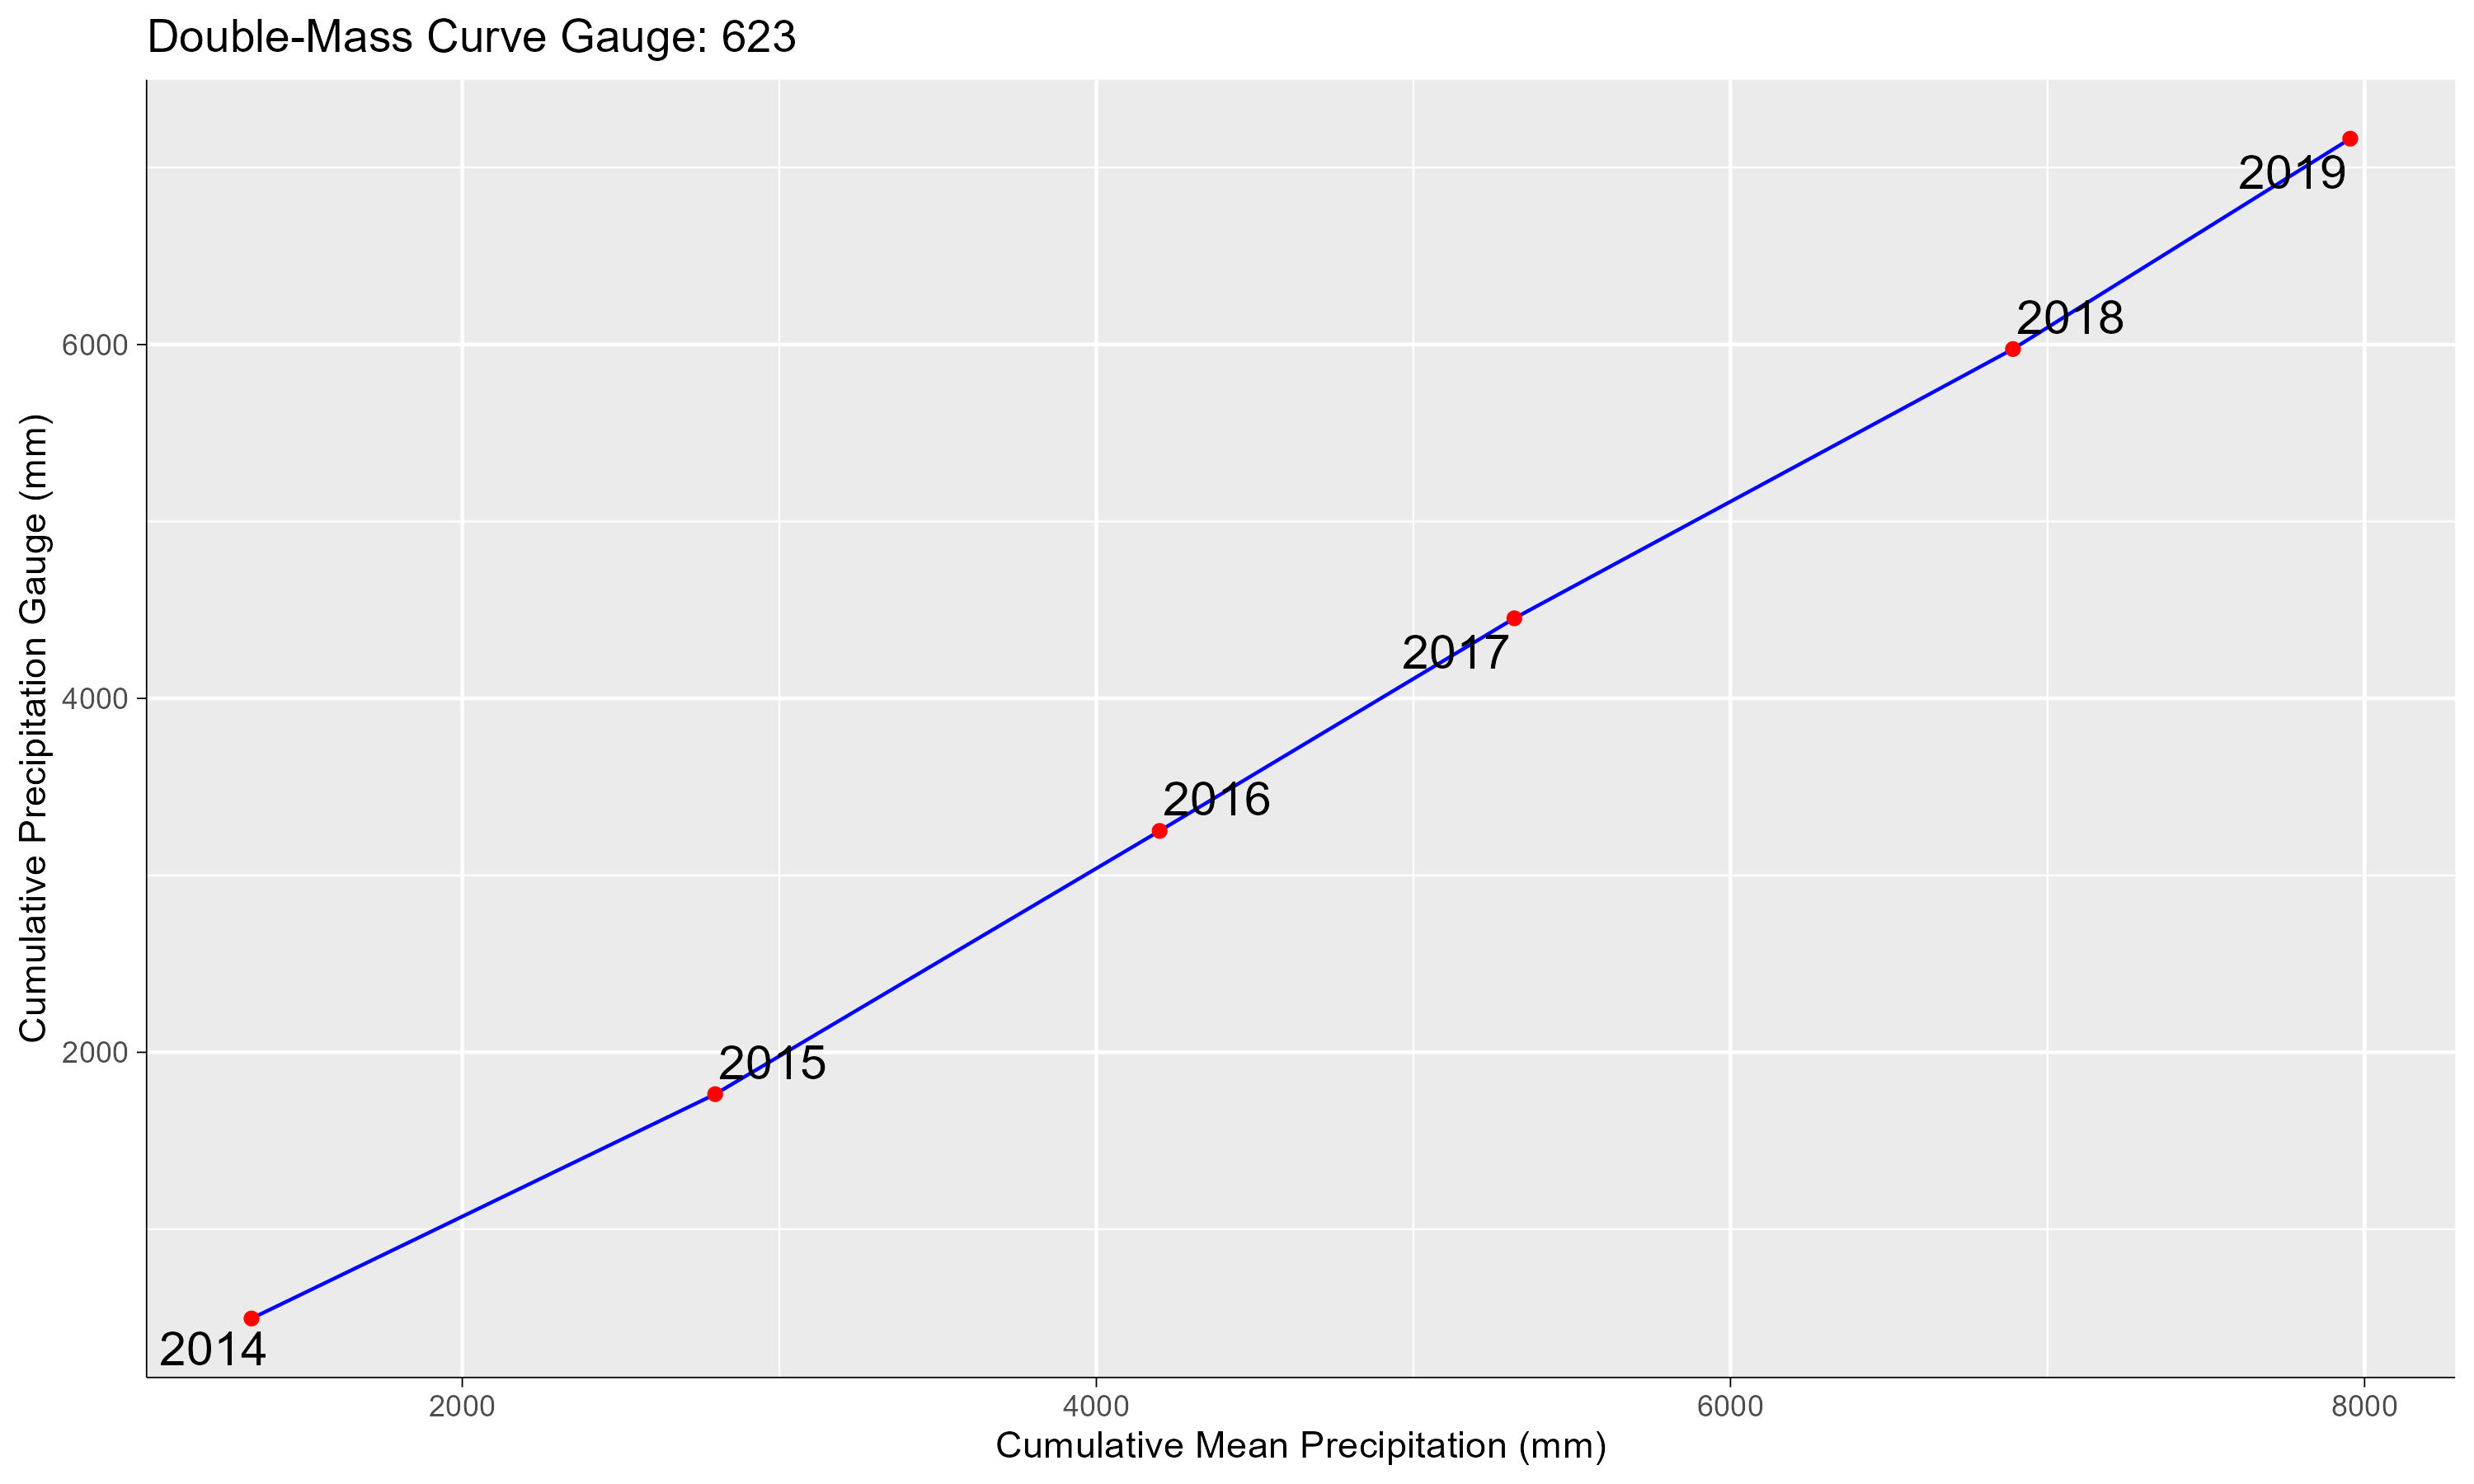 Double-Mass Curve Gauge: 623
Cumulative Precipitation Gauge (mm)
6000
4000
2000
2019
2018
2017
2016
2015
2014
2000 4000 6000 8000
Cumulative Mean Precipitation (mm)